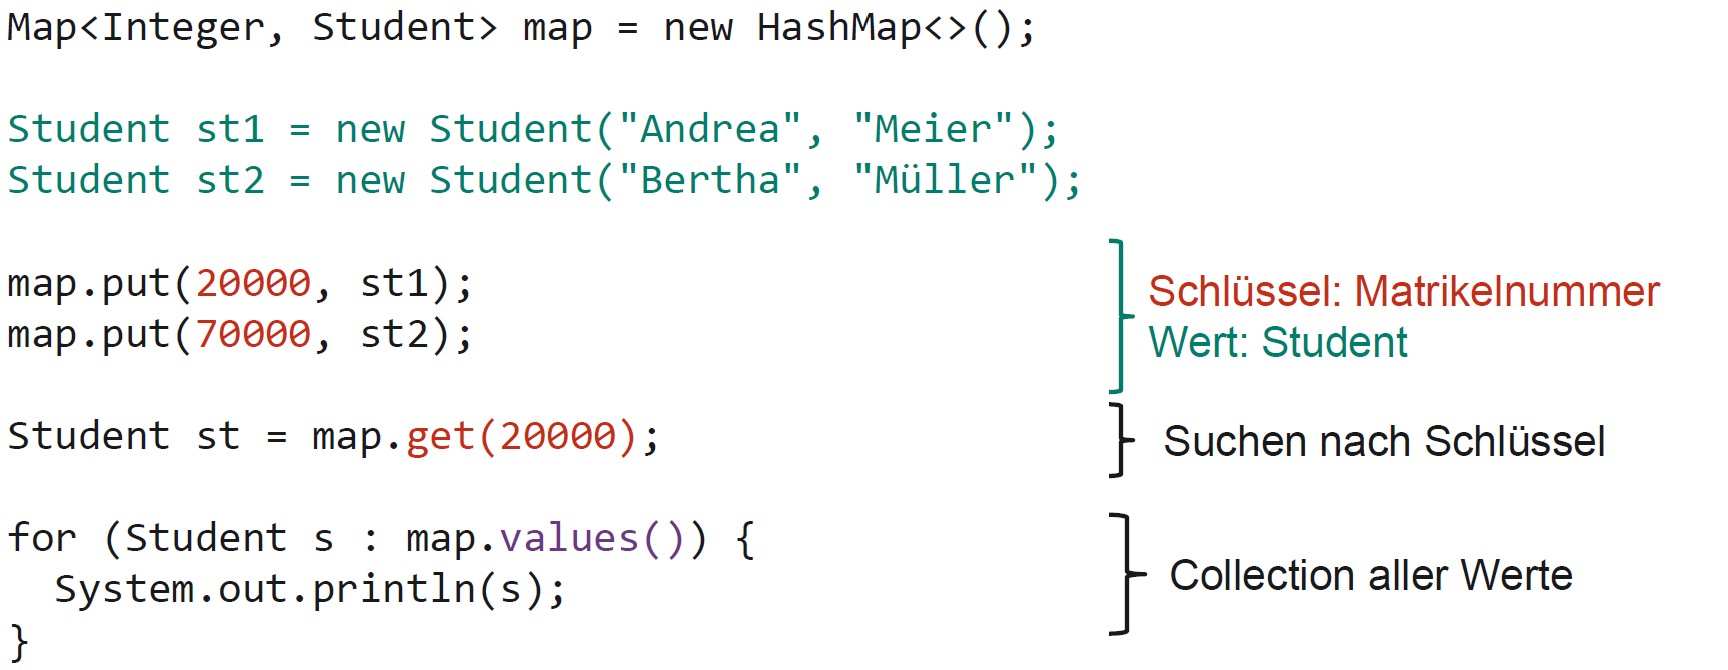 Map<Integer, Student> map = new HashMap<>();
Student st1 = new Student("Andrea", "Meier");
Student st2 = new Student("Bertha", "Müller");
map.put(20000, st1);
map.put(70000, st2);
Schlüssel: Matrikelnummer
Wert: Student
Student st = map.get(20000);
Suchen nach Schlüssel
for (Student s : map.values()) {
  System.out.println(s);
}
Collection aller Werte